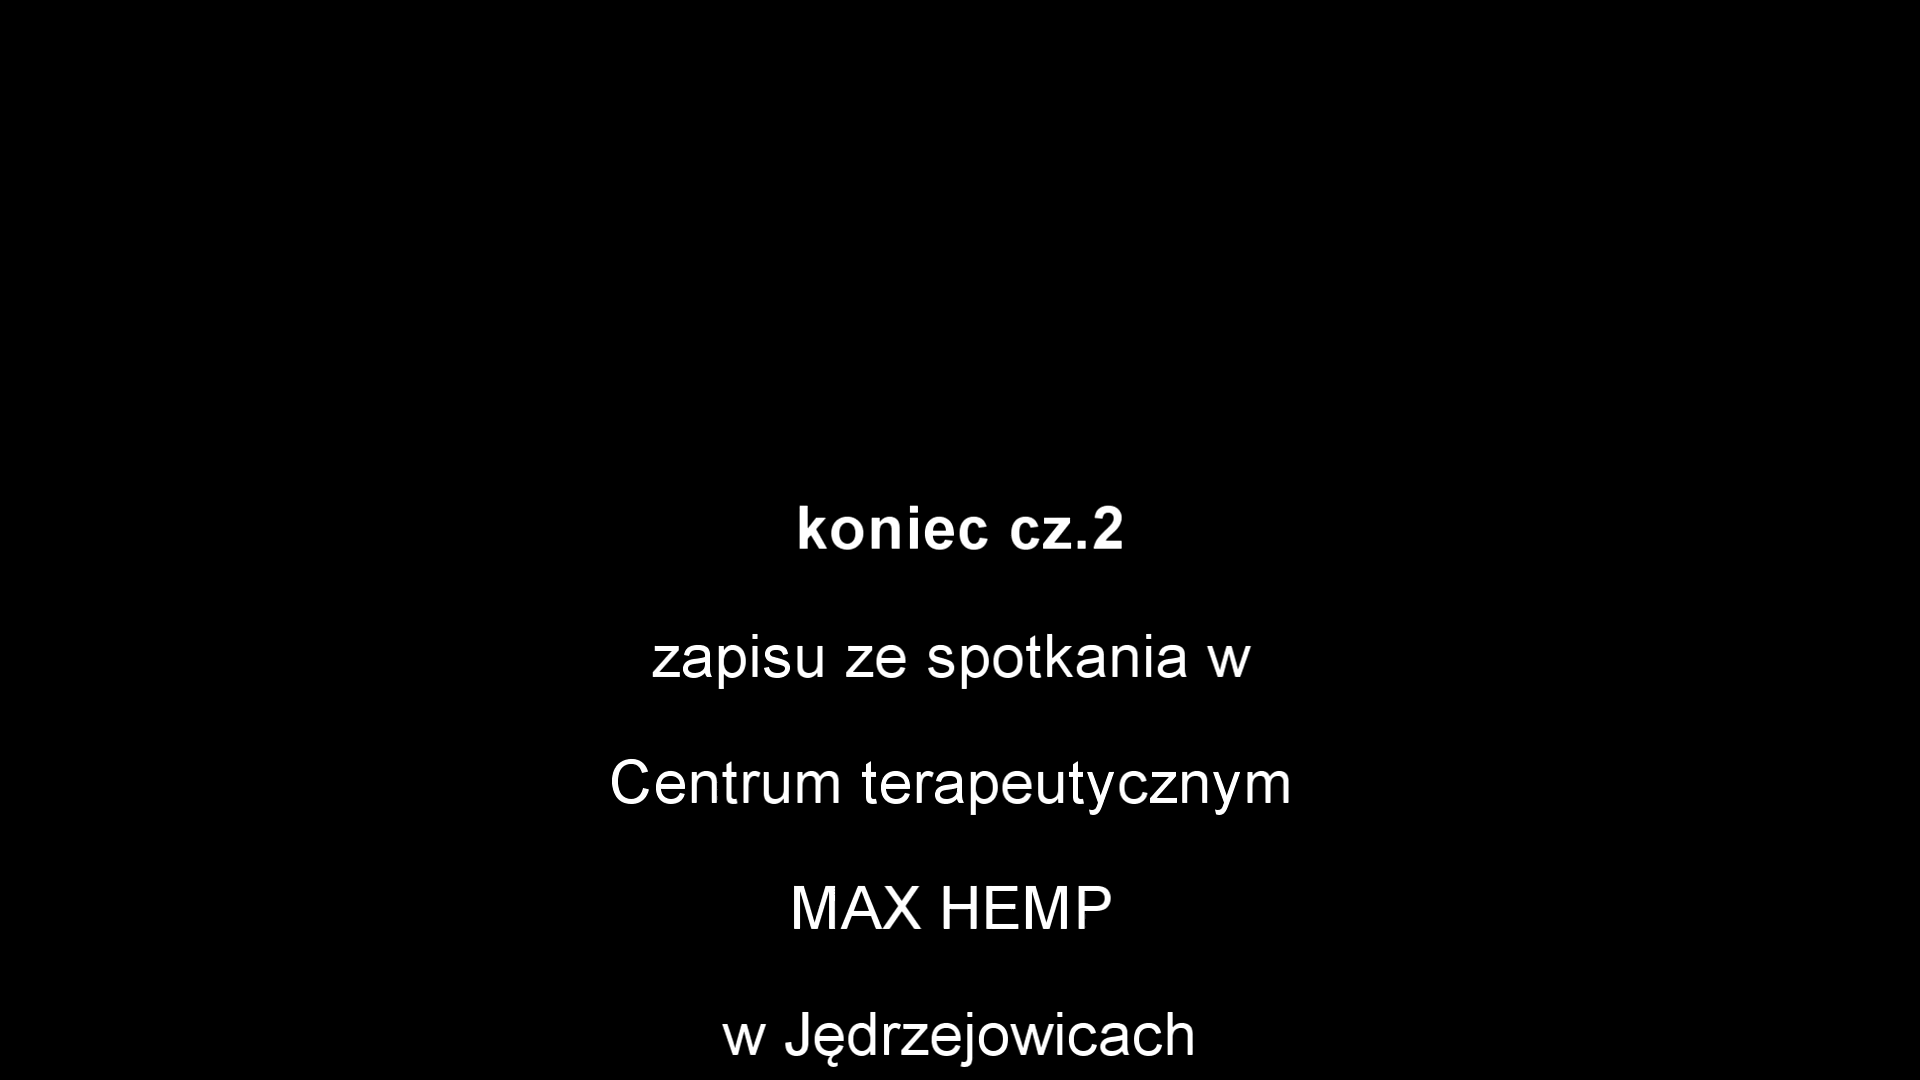 koniec cz.2
zapisu ze spotkania w
Centrum terapeutycznym
MAX HEMP
w Jędrzejowicach